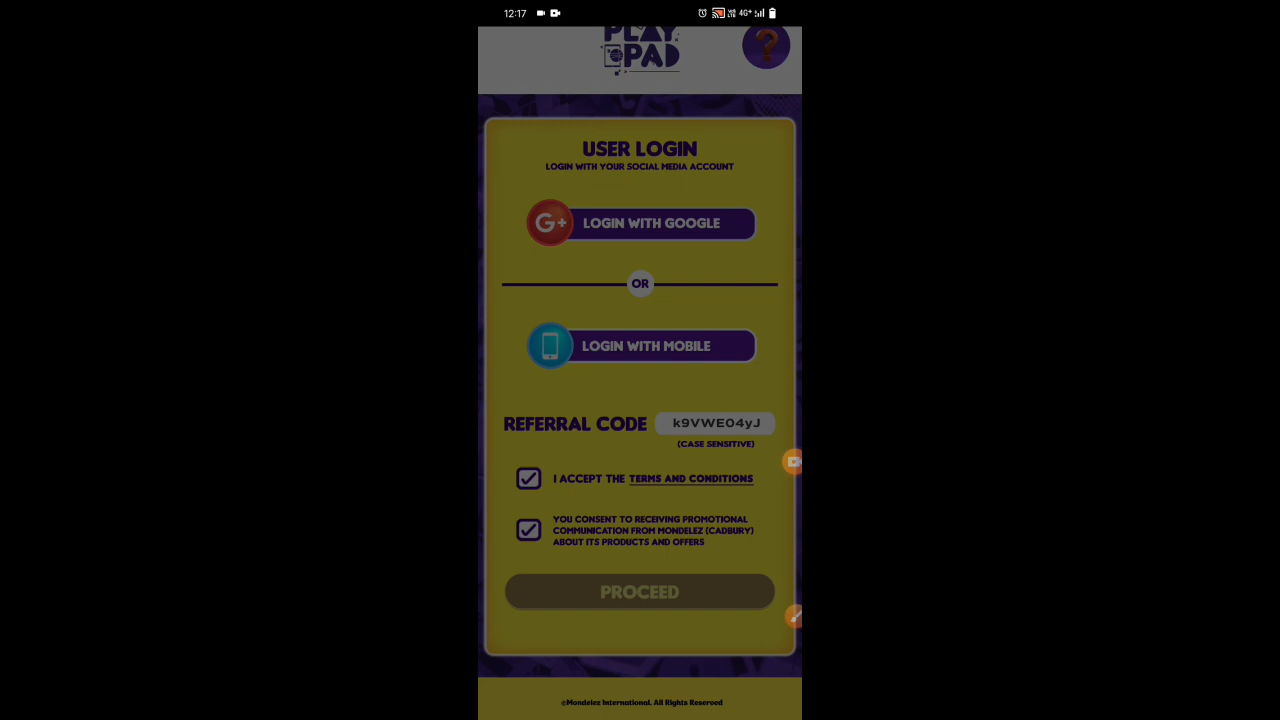 12:17
4G+
PLAY
PAD
?
USER LOGIN
LOGIN WITH YOUR SOCIAL MEDIA ACCOUNT
G+ LOGIN WITH GOOGLE
OR
LOGIN WITH MOBILE
REFERRAL CODE k9VWEO4yJ
(CASE SENSITIVE)
I ACCEPT THE TERMS AND CONDITIONS
YOU CONSENT TO RECEIVING PROMOTIONAL
COMMUNICATION FROM MONDELEZ (CADBURY)
ABOUT ITS PRODUCTS AND OFFERS
PROCEED
©Mondelez International. All Rights Reserved